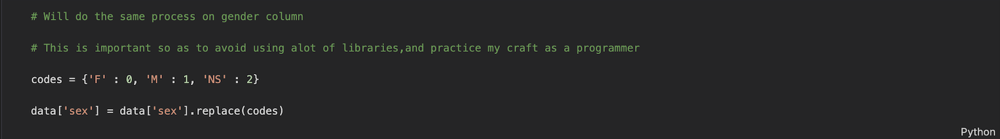 # Will do the same process on gender column
# This is important so as to avoid using alot of libraries,and practice my craft as a programmer
codes = {'F' : 0, 'M' : 1, 'NS' : 2}
data['sex'] = data['sex'].replace(codes)
Python